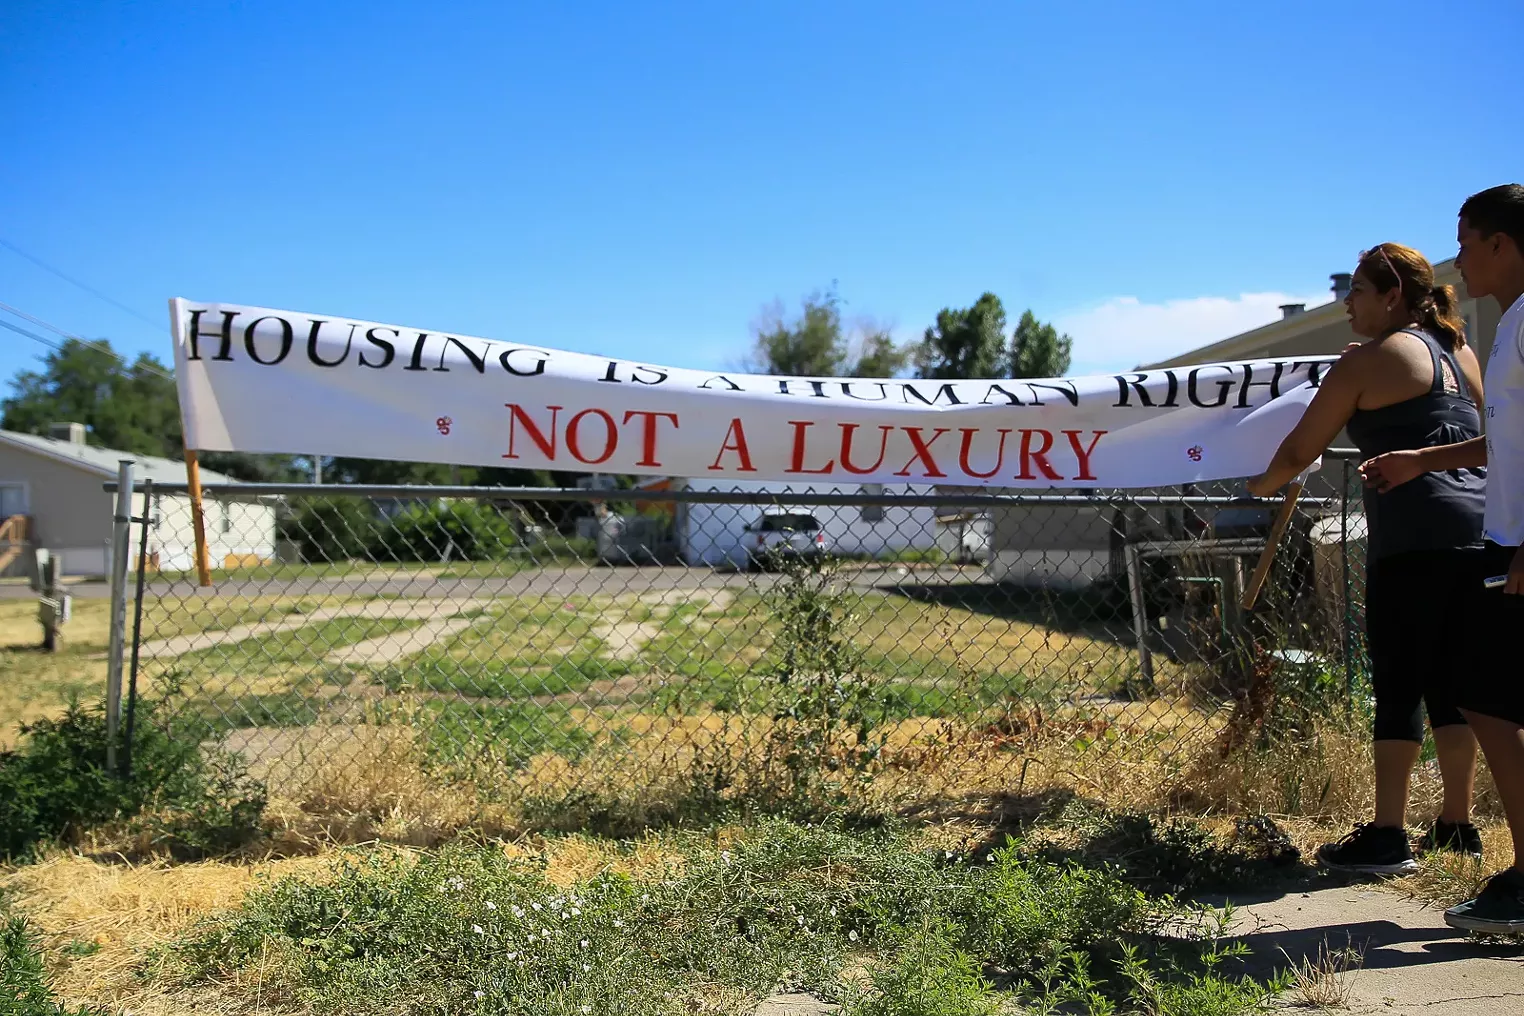 HOUSING IS A HUMAN RIGHT
NOT A LUXURY